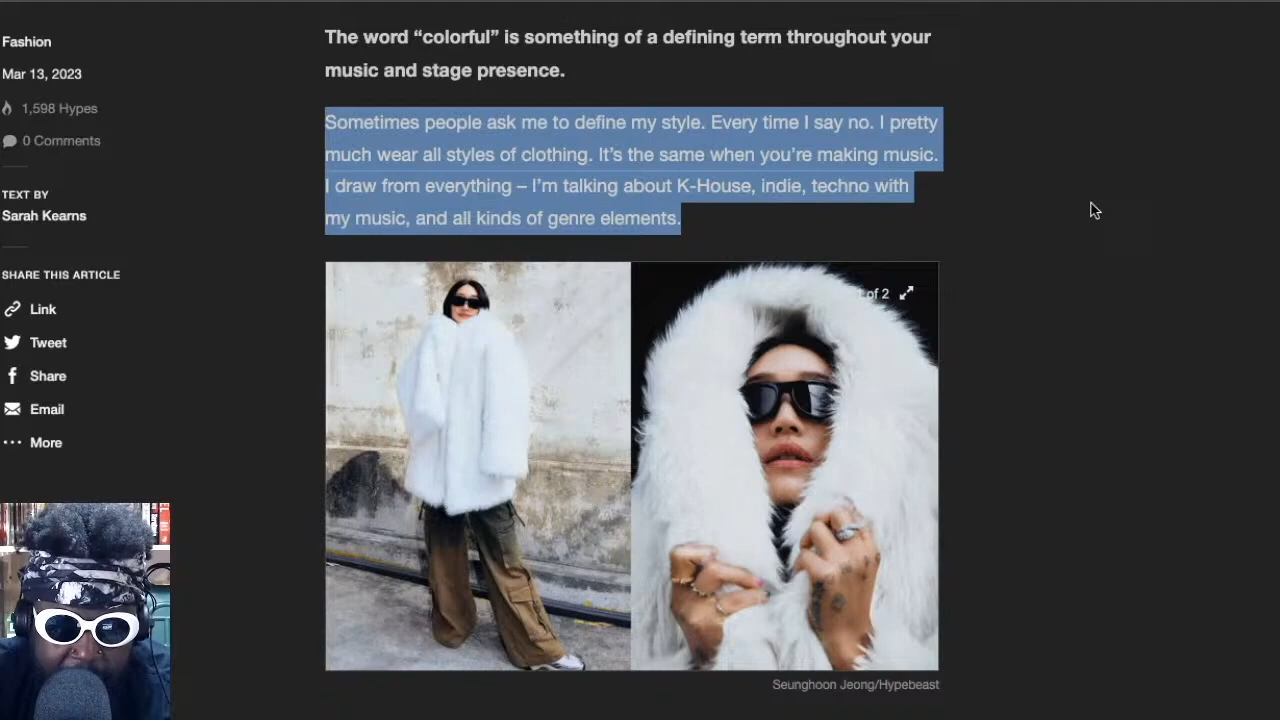 Fashion
Mar 13, 2023
1,598 Hypes
0 Comments
TEXT BY
Sarah Kearns
SHARE THIS ARTICLE
Link
Tweet
Share
Email
More
The word “colorful” is something of a defining term throughout your
music and stage presence.
Sometimes people ask me to define my style. Every time I say no. I pretty
much wear all styles of clothing. It’s the same when you’re making music.
I draw from everything – I’m talking about K-House, indie, techno with
my music, and all kinds of genre elements.
of 2
Seunghoon Jeong/Hypebeast